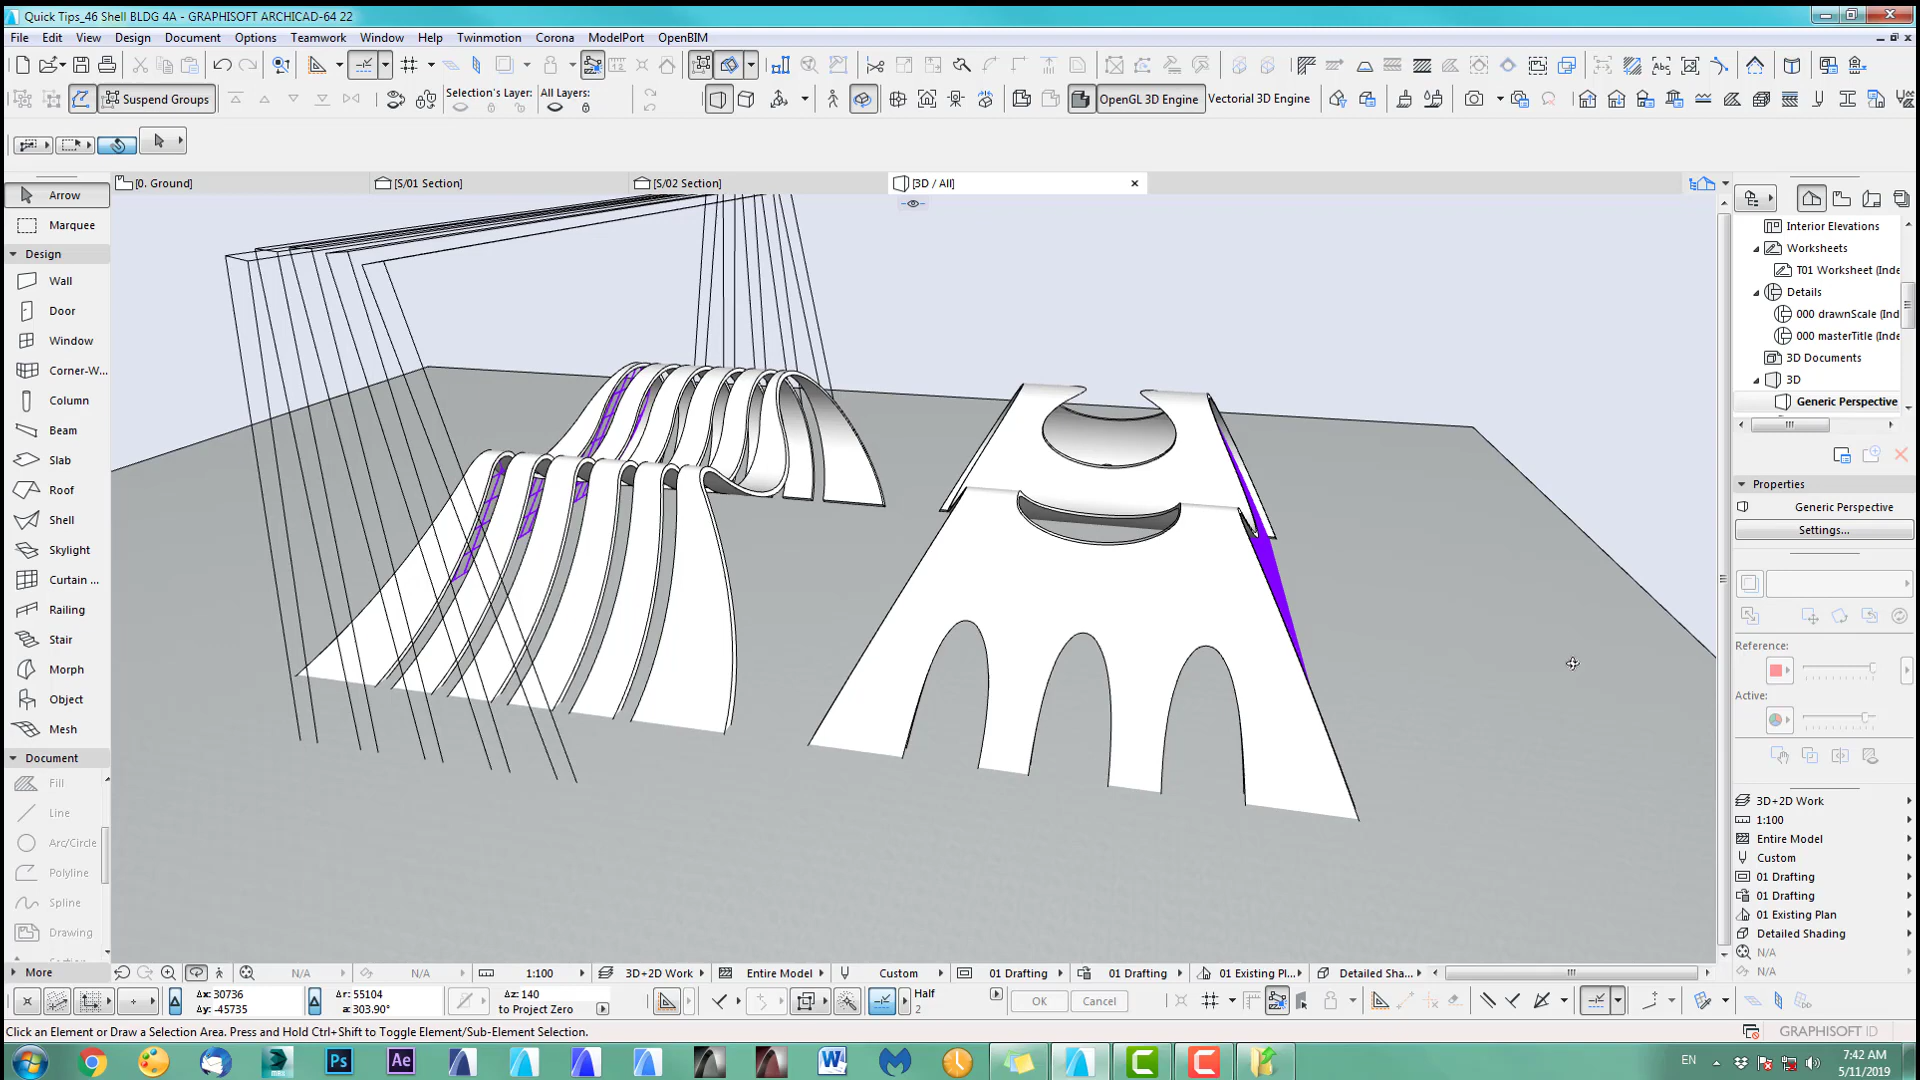 Quick Tips_46 Shell BLDG 4A - GRAPHISOFT ARCHICAD-64 22
File Edit View Design Document Options Teamwork Window Help Twinmotion Corona ModelPort OpenBIM
Suspend Groups
Selection's Layer:
All Layers:
OpenGL 3D Engine
Vectorial 3D Engine
[0. Ground]
[S/01 Section]
[S/02 Section]
[3D / All]
Arrow
Marquee
Design
Wall
Door
Window
Corner-W...
Column
Beam
Slab
Roof
Shell
Skylight
Curtain ...
Railing
Stair
Morph
Object
Mesh
Document
Fill
Line
Arc/Circle
Polyline
Spline
Drawing
More
Interior Elevations
Worksheets
T01 Worksheet (Inde
Details
000 drawnScale (Ind
000 masterTitle (Inde
3D Documents
3D
Generic Perspective
Properties
Generic Perspective
Settings...
Reference:
Active:
3D+2D Work
1:100
Entire Model
Custom
01 Drafting
01 Drafting
01 Existing Plan
Detailed Shading
N/A
N/A
N/A N/A 1:100 3D+2D Work Entire Model Custom 01 Drafting 01 Drafting 01 Existing Pl... Detailed Sha...
Δx: 30736
Δy: -45735
Δr: 55104
a: 303.90°
Δz: 140
to Project Zero
Half
2
OK
Cancel
Click an Element or Draw a Selection Area. Press and Hold Ctrl+Shift to Toggle Element/Sub-Element Selection.
GRAPHISOFT ID
Ps
Ae
W
EN
7:42 AM
5/11/2019